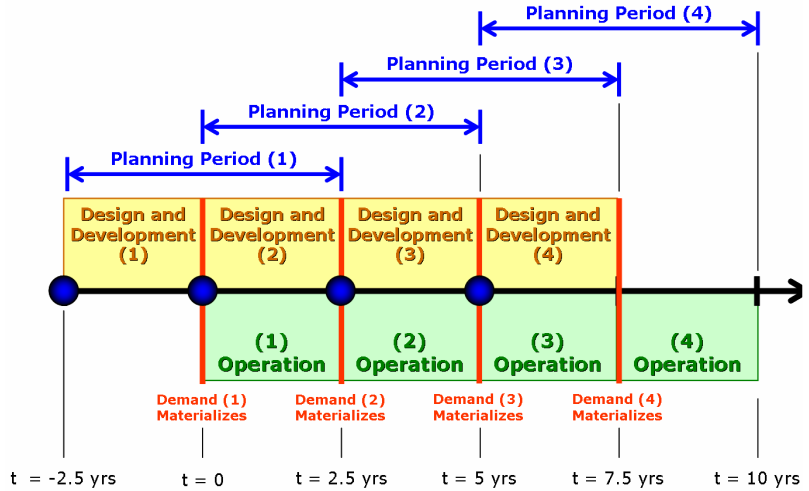 Planning Period (4)
Planning Period (3)
Planning Period (2)
Planning Period (1)
Design and
Development
(1)
Design and
Development
(2)
Design and
Development
(3)
Design and
Development
(4)
(1)
Operation
(2)
Operation
(3)
Operation
(4)
Operation
Demand (1)
Materializes
Demand (2)
Materializes
Demand (3)
Materializes
Demand (4)
Materializes
t = -2.5 yrs
t = 0
t = 2.5 yrs
t = 5 yrs
t = 7.5 yrs
t = 10 yrs